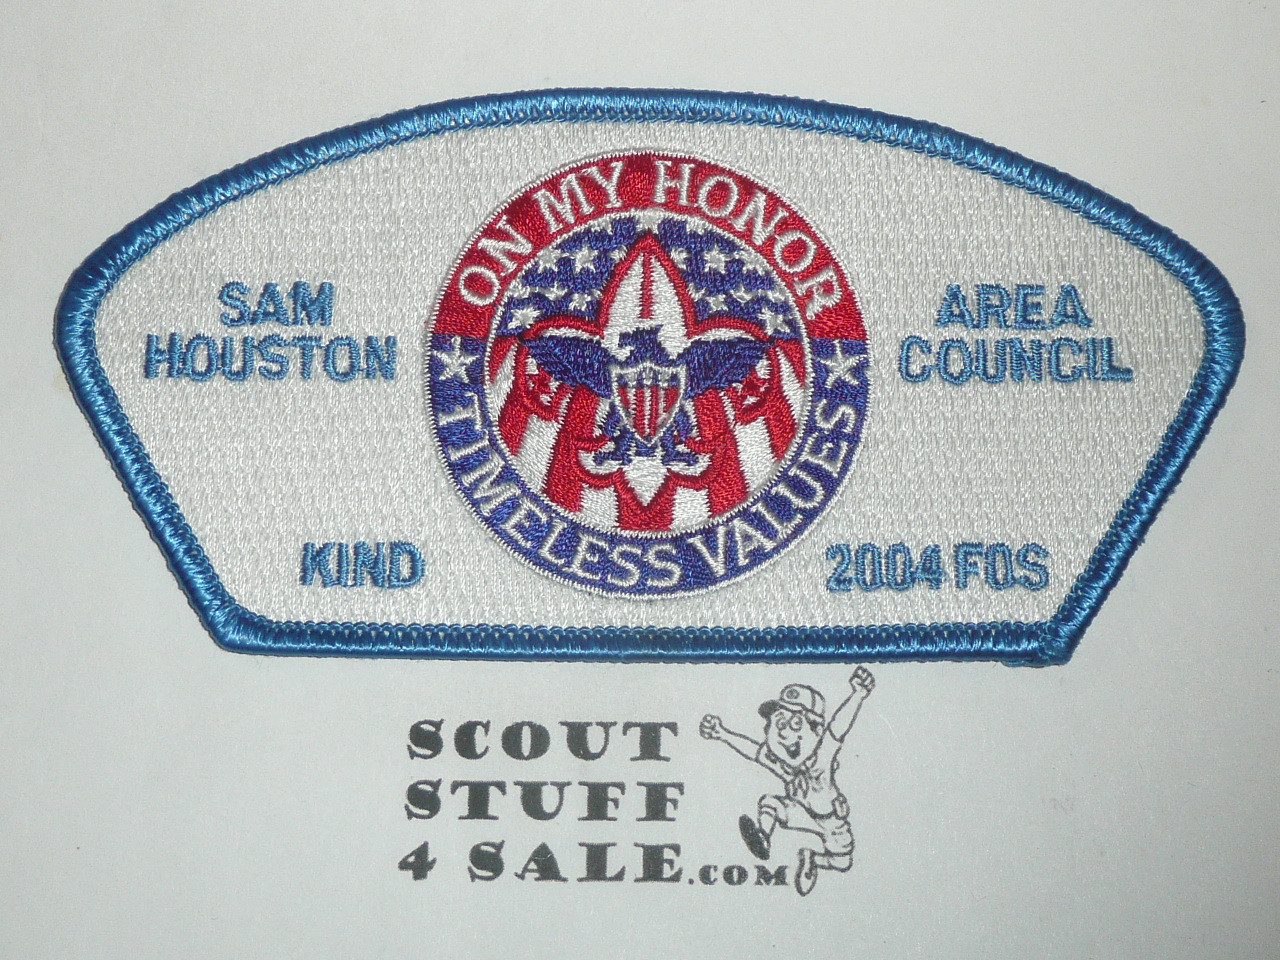 ON MY HONOR
SAM
HOUSTON
AREA
COUNCIL
TIMELESS VALUES
KIND
2004 FOS
SCOUT
STUFF
4 SALE.COM